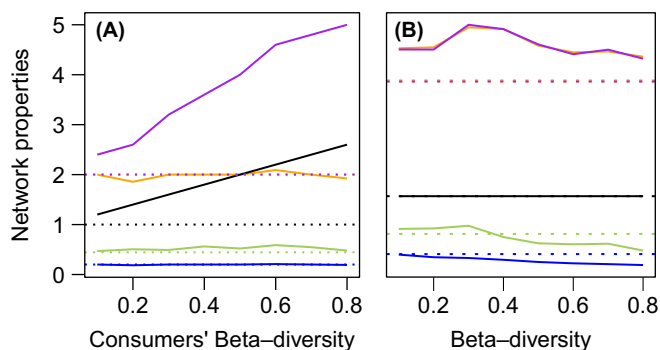 (A)
(B)
Network properties
5
4
3
2
1
0
0.2 0.4 0.6 0.8
0.2 0.4 0.6 0.8
Consumers' Beta–diversity
Beta–diversity